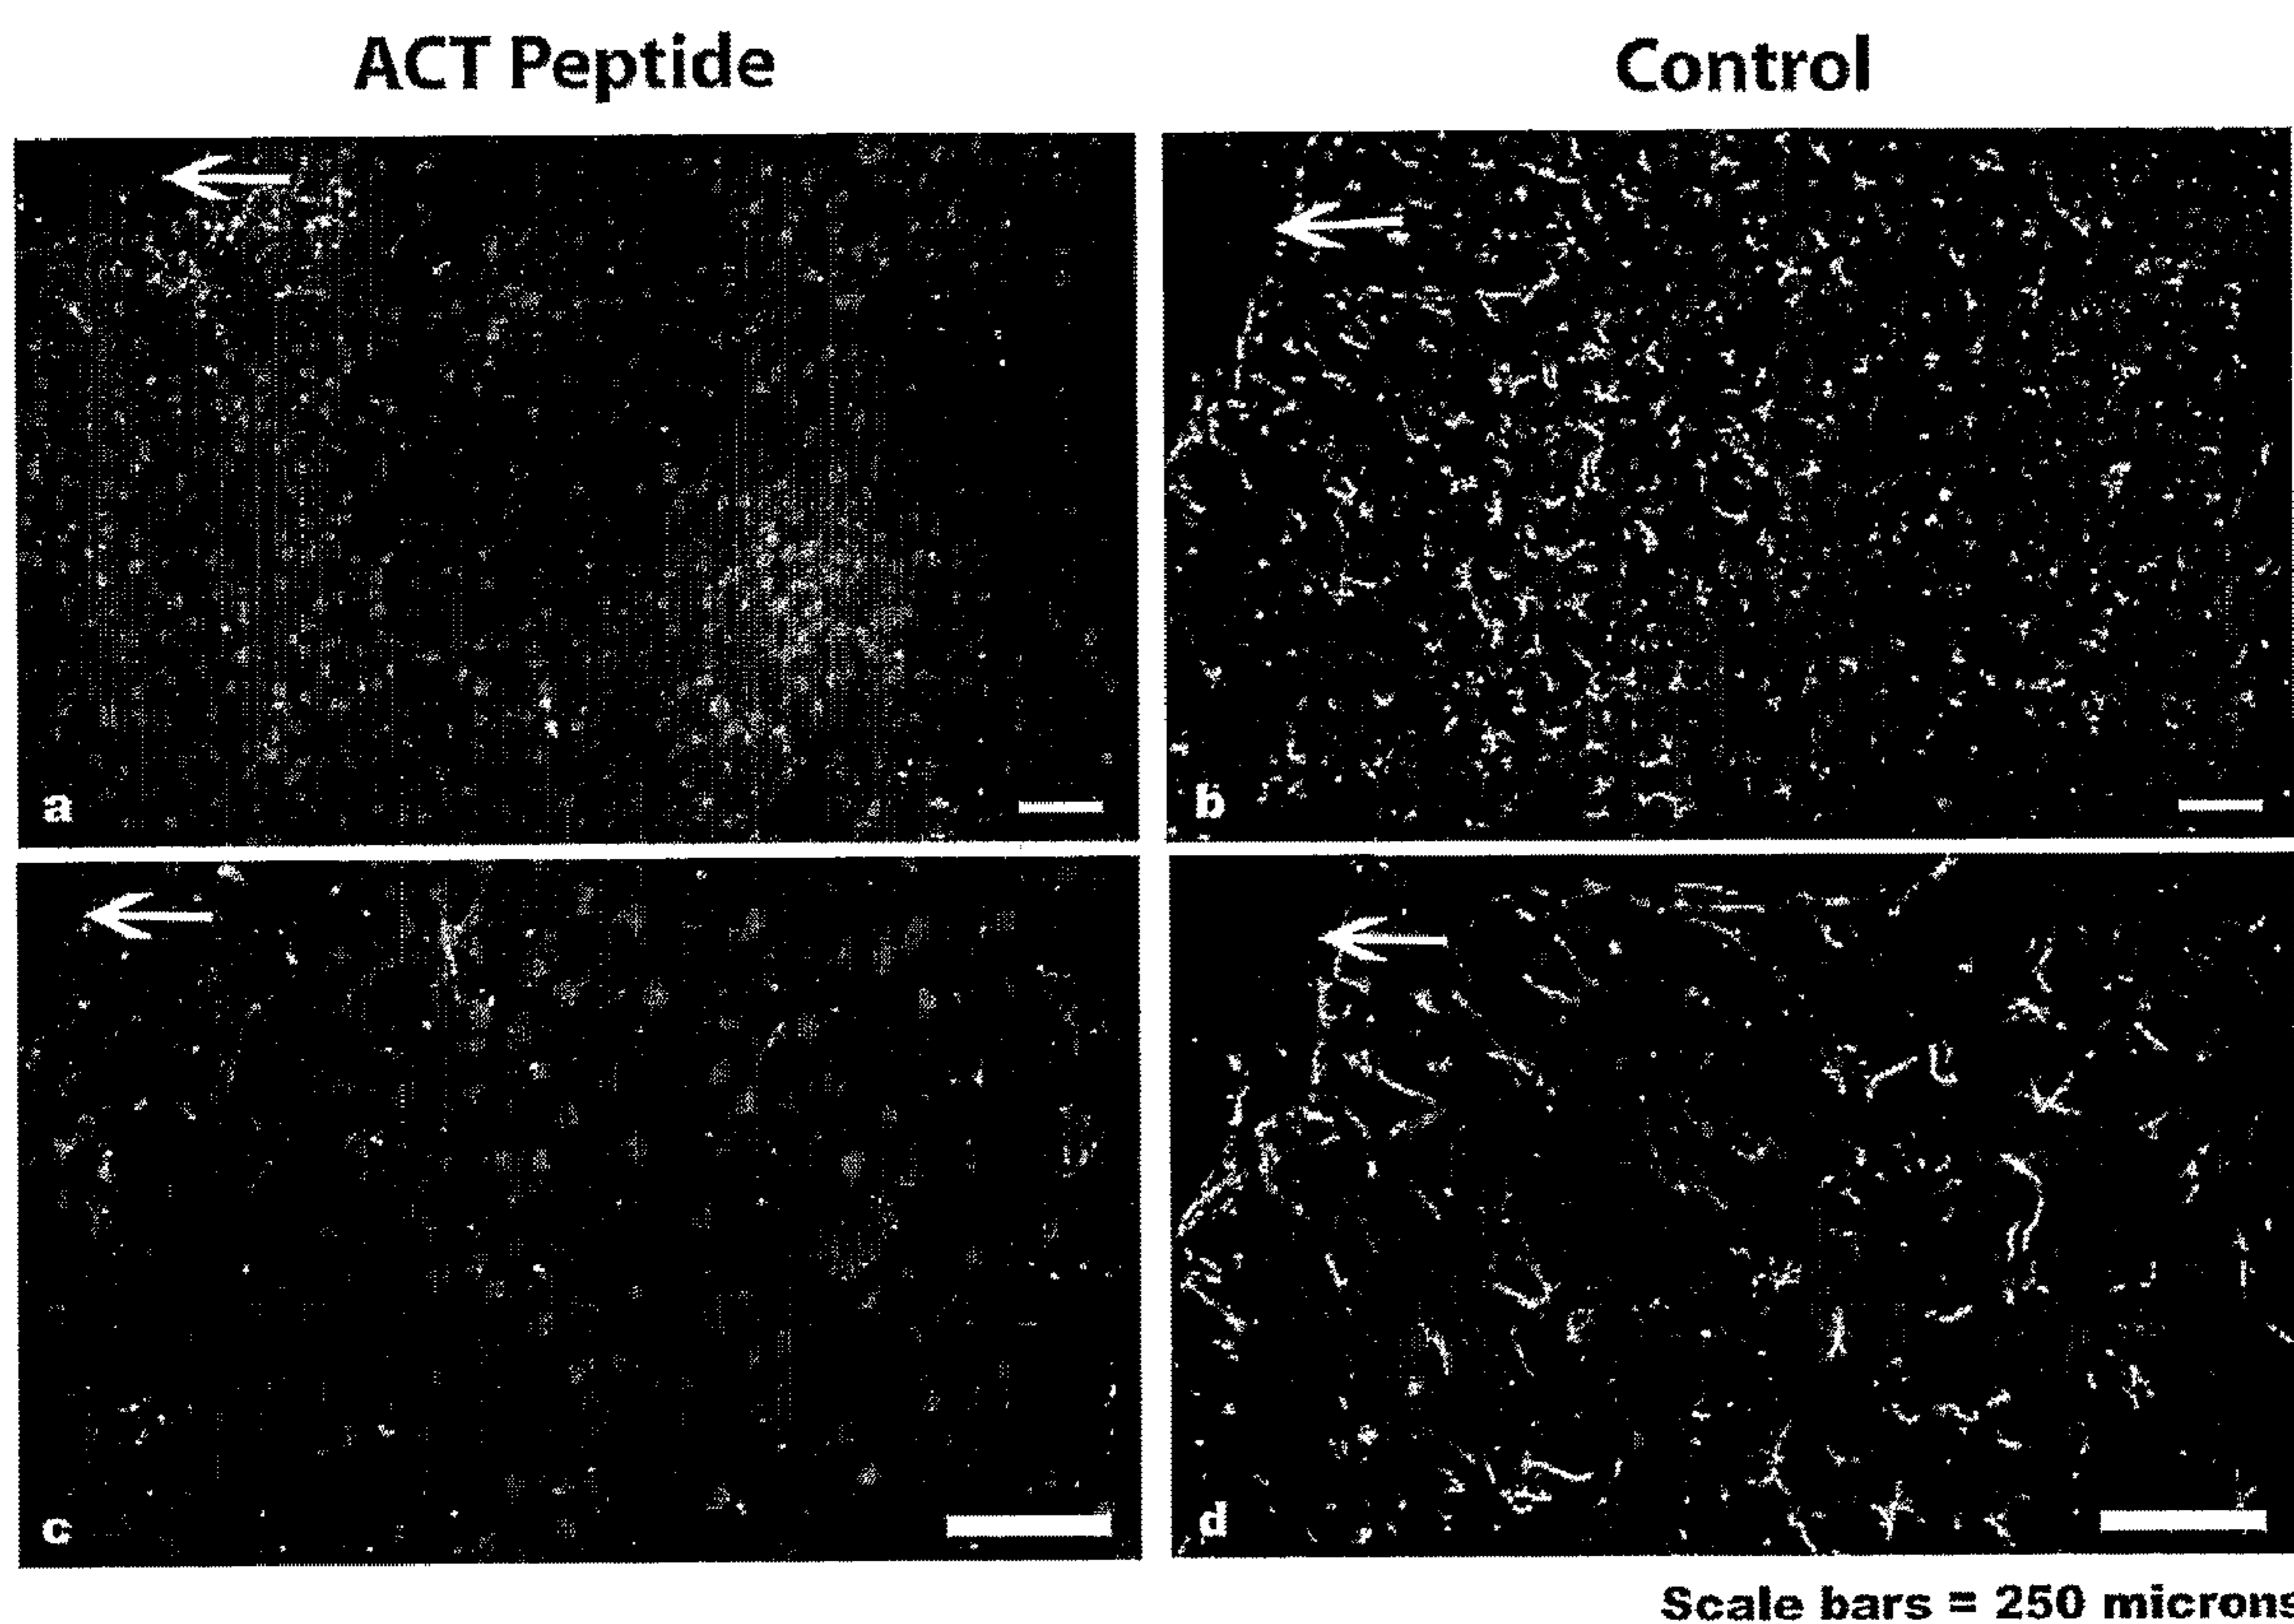 ACT Peptide
Control
a
b
c
d
Scale bars = 250 microns